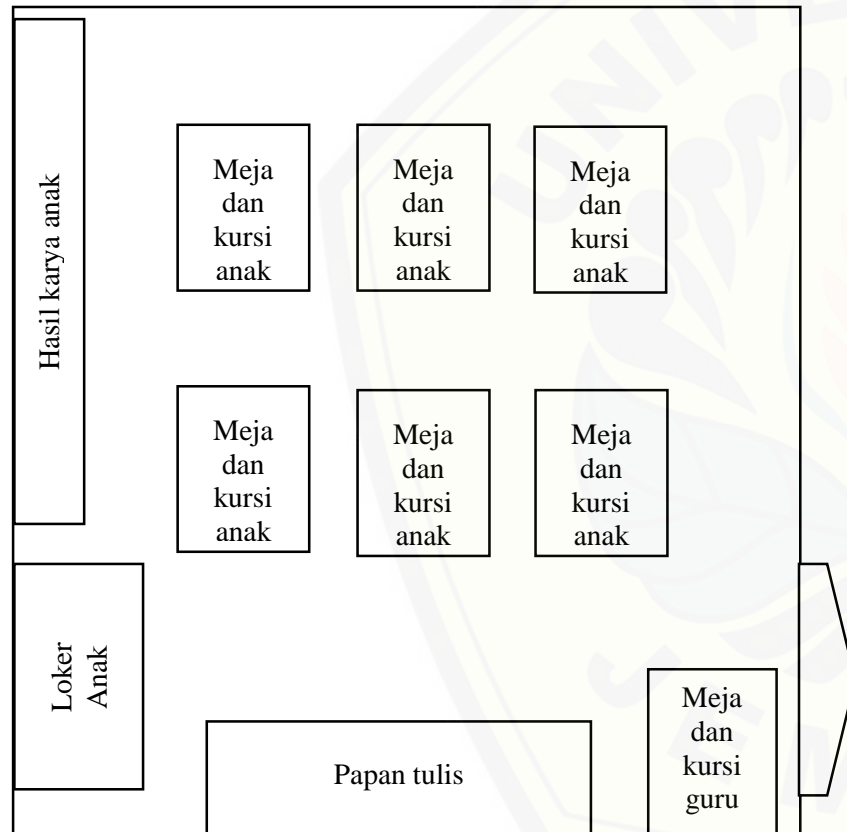 Hasil karya anak
Meja
dan
kursi
anak
Meja
dan
kursi
anak
Meja
dan
kursi
anak
Meja
dan
kursi
anak
Meja
dan
kursi
anak
Meja
dan
kursi
anak
Loker
Anak
Papan tulis
Meja
dan
kursi
guru